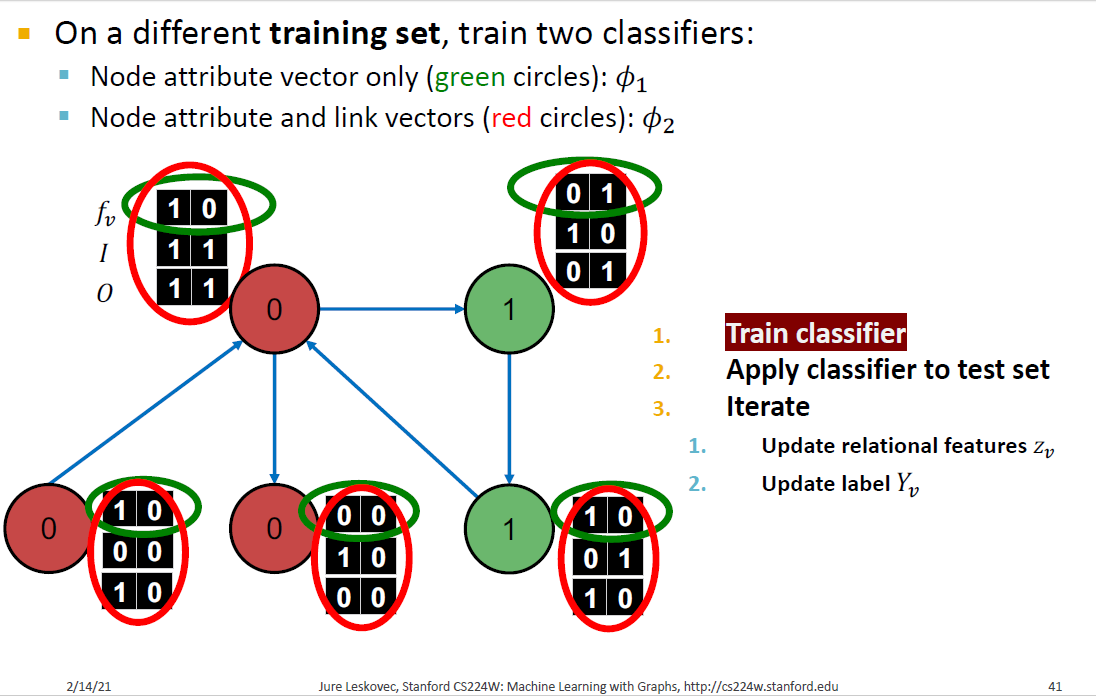 On a different training set, train two classifiers:
Node attribute vector only (green circles): ϕ₁
Node attribute and link vectors (red circles): ϕ₂
f_v 1 0
I 1 1
O 1 1
0 1
1 0
0 1
0
1
1. Train classifier
2. Apply classifier to test set
3. Iterate
1. Update relational features z_v
2. Update label Y_v
0
1 0
0 0
1 0
0
0 0
1 0
0 0
1
1 0
0 1
1 0
2/14/21
Jure Leskovec, Stanford CS224W: Machine Learning with Graphs, http://cs224w.stanford.edu
41